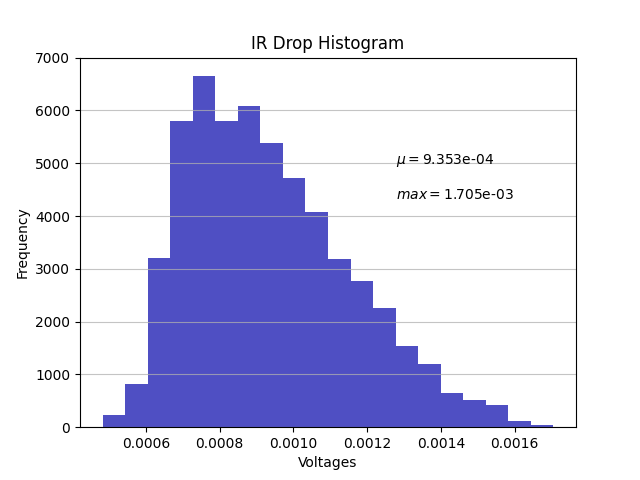 IR Drop Histogram
7000
6000
5000
4000
3000
2000
1000
0
Frequency
μ = 9.353e-04
max = 1.705e-03
0.0006 0.0008 0.0010 0.0012 0.0014 0.0016
Voltages